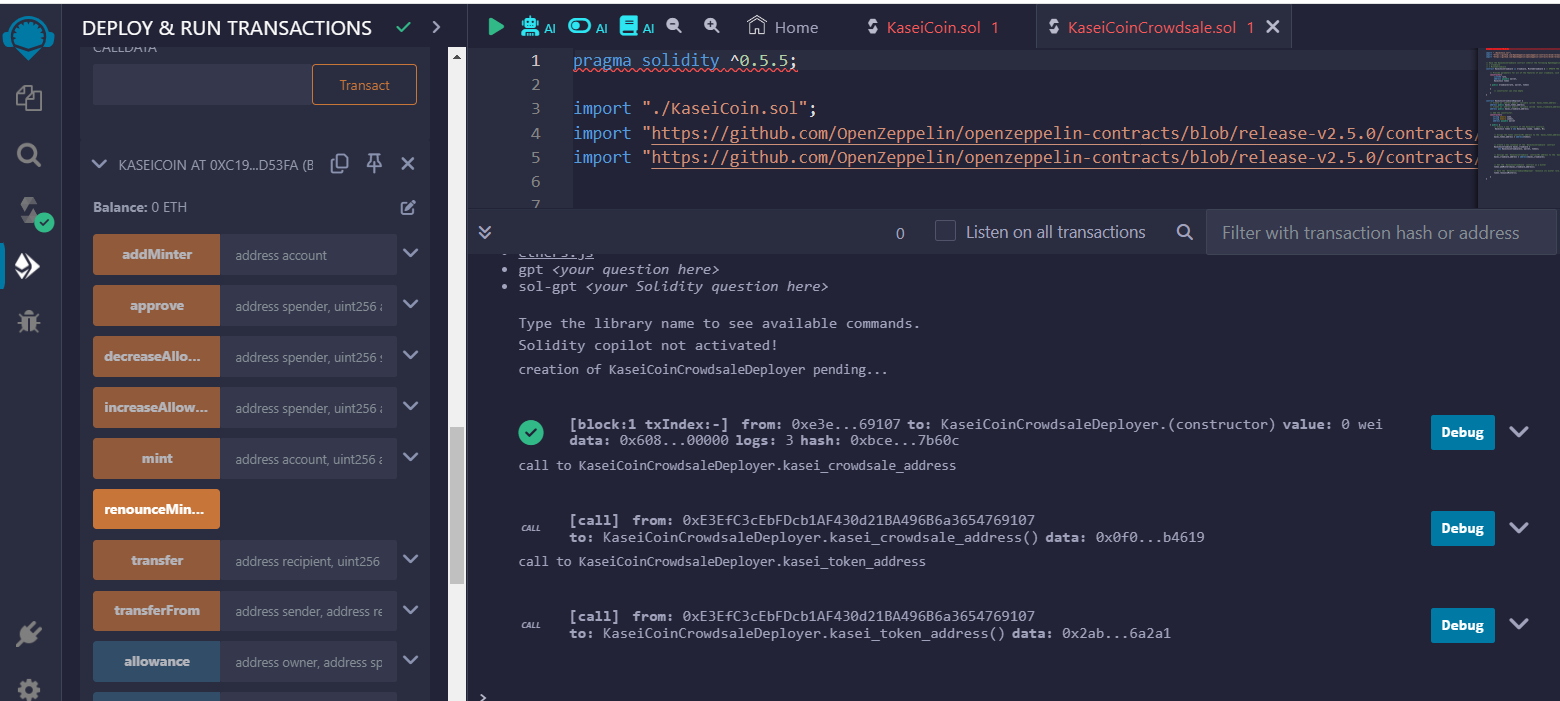 DEPLOY & RUN TRANSACTIONS
CALLDATA
Transact
KASEICOIN AT 0XC19...D53FA (B
Balance: 0 ETH
addMinter address account
approve address spender, uint256
decreaseAllo... address spender, uint256
increaseAllow... address spender, uint256
mint address account, uint256
renounceMin...
transfer address recipient, uint256
transferFrom address sender, address re
allowance address owner, address sp
AI AI AI Home KaseiCoin.sol 1 KaseiCoinCrowdsale.sol 1
1 pragma solidity ^0.5.5;
2
3 import "./KaseiCoin.sol";
4 import "https://github.com/OpenZeppelin/openzeppelin-contracts/blob/release-v2.5.0/contracts/
5 import "https://github.com/OpenZeppelin/openzeppelin-contracts/blob/release-v2.5.0/contracts/
6
7
0 Listen on all transactions Filter with transaction hash or address
• ethers.js
• gpt <your question here>
• sol-gpt <your Solidity question here>
Type the library name to see available commands.
Solidity copilot not activated!
creation of KaseiCoinCrowdsaleDeployer pending...
[block:1 txIndex:-] from: 0xe3e...69107 to: KaseiCoinCrowdsaleDeployer.(constructor) value: 0 wei
data: 0x608...00000 logs: 3 hash: 0xbce...7b60c
Debug
call to KaseiCoinCrowdsaleDeployer.kasei_crowdsale_address
CALL [call] from: 0xE3EfC3cEbFDcb1AF430d21BA496B6a3654769107
to: KaseiCoinCrowdsaleDeployer.kasei_crowdsale_address() data: 0x0f0...b4619
Debug
call to KaseiCoinCrowdsaleDeployer.kasei_token_address
CALL [call] from: 0xE3EfC3cEbFDcb1AF430d21BA496B6a3654769107
to: KaseiCoinCrowdsaleDeployer.kasei_token_address() data: 0x2ab...6a2a1
Debug
>